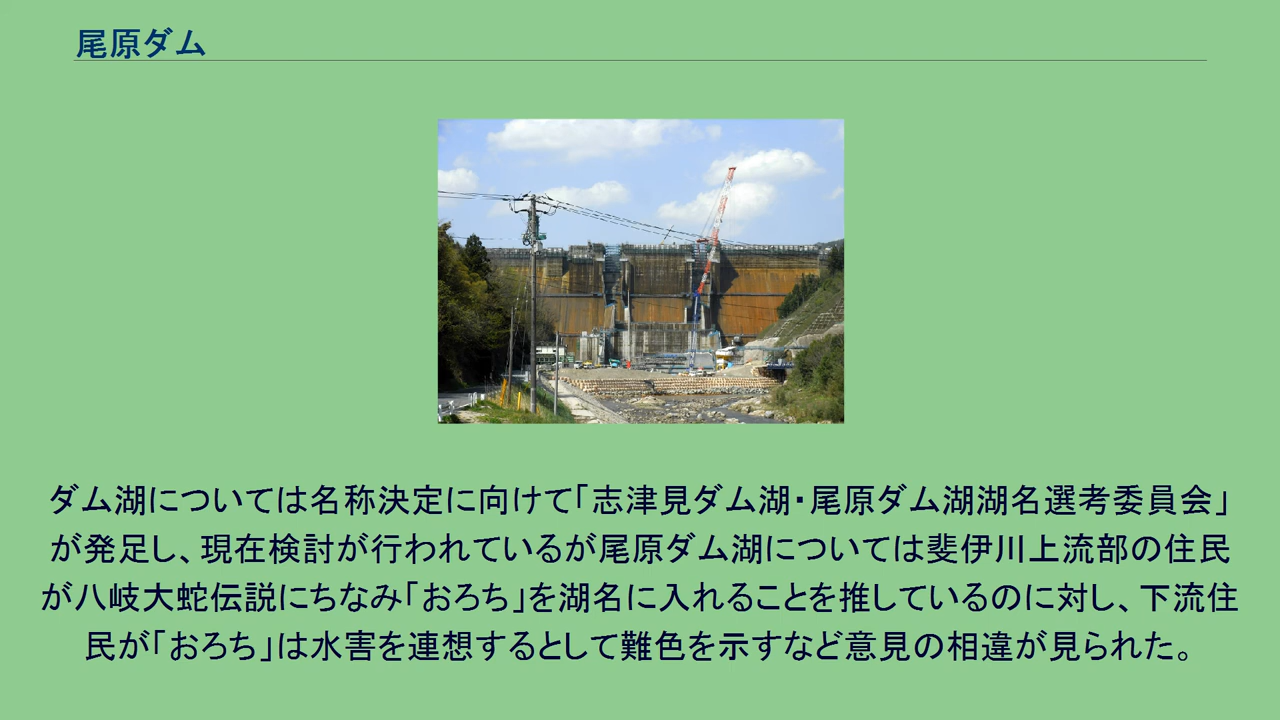 尾原ダム
ダム湖については名称決定に向けて「志津見ダム湖・尾原ダム湖湖名選考委員会」
が発足し、現在検討が行われているが尾原ダム湖については斐伊川上流部の住民
が八岐大蛇伝説にちなみ「おろち」を湖名に入れることを推しているのに対し、下流住
民が「おろち」は水害を連想するとして難色を示すなど意見の相違が見られた。